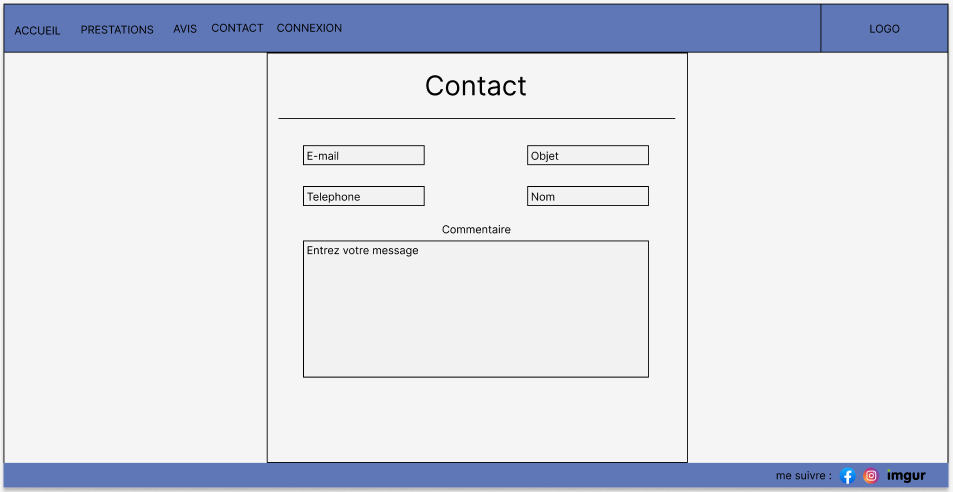 ACCUEIL PRESTATIONS AVIS CONTACT CONNEXION LOGO
Contact
E-mail Objet
Telephone Nom
Commentaire
Entrez votre message
me suivre : imgur